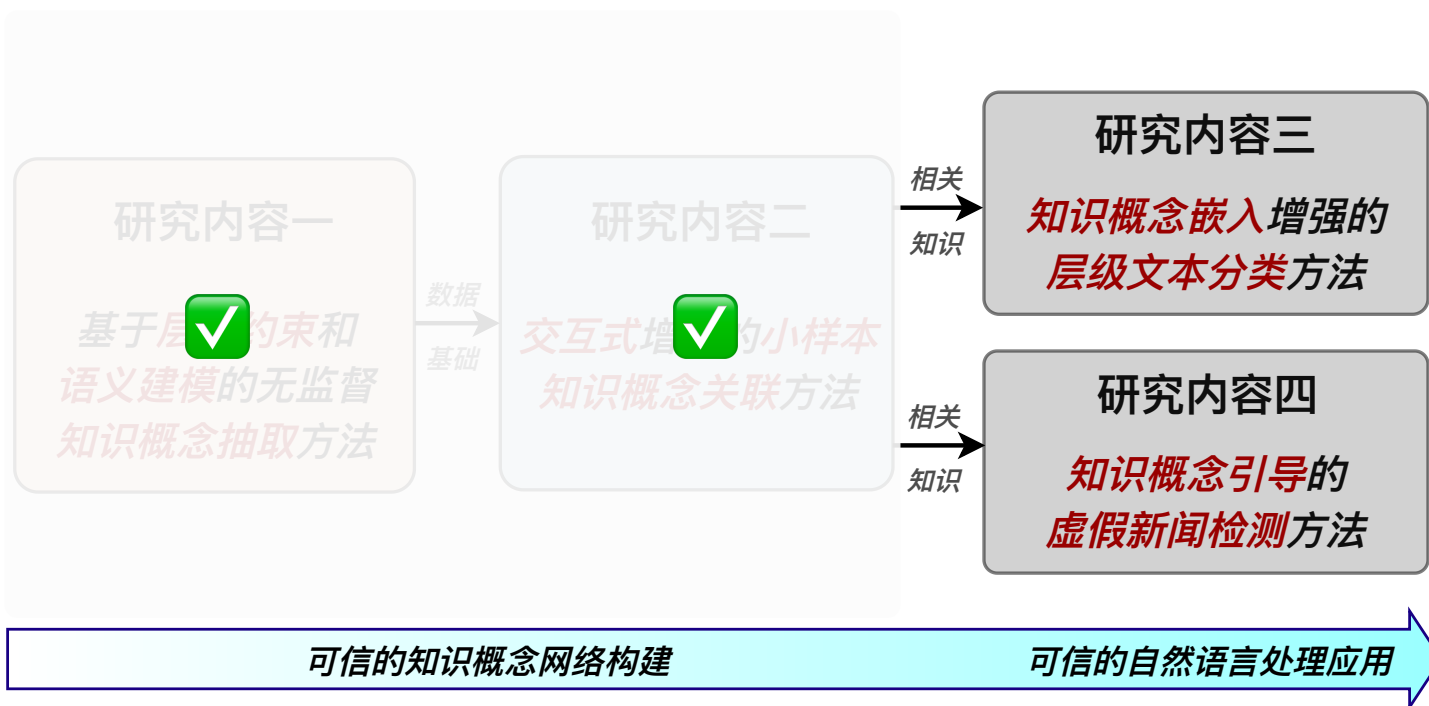 研究内容一
基于层 约束和
语义建模的无监督
知识概念抽取方法
数据
基础
研究内容二
交互式增 的小样本
知识概念关联方法
相关
知识
研究内容三
知识概念嵌入增强的
层级文本分类方法
相关
知识
研究内容四
知识概念引导的
虚假新闻检测方法
可信的知识概念网络构建
可信的自然语言处理应用